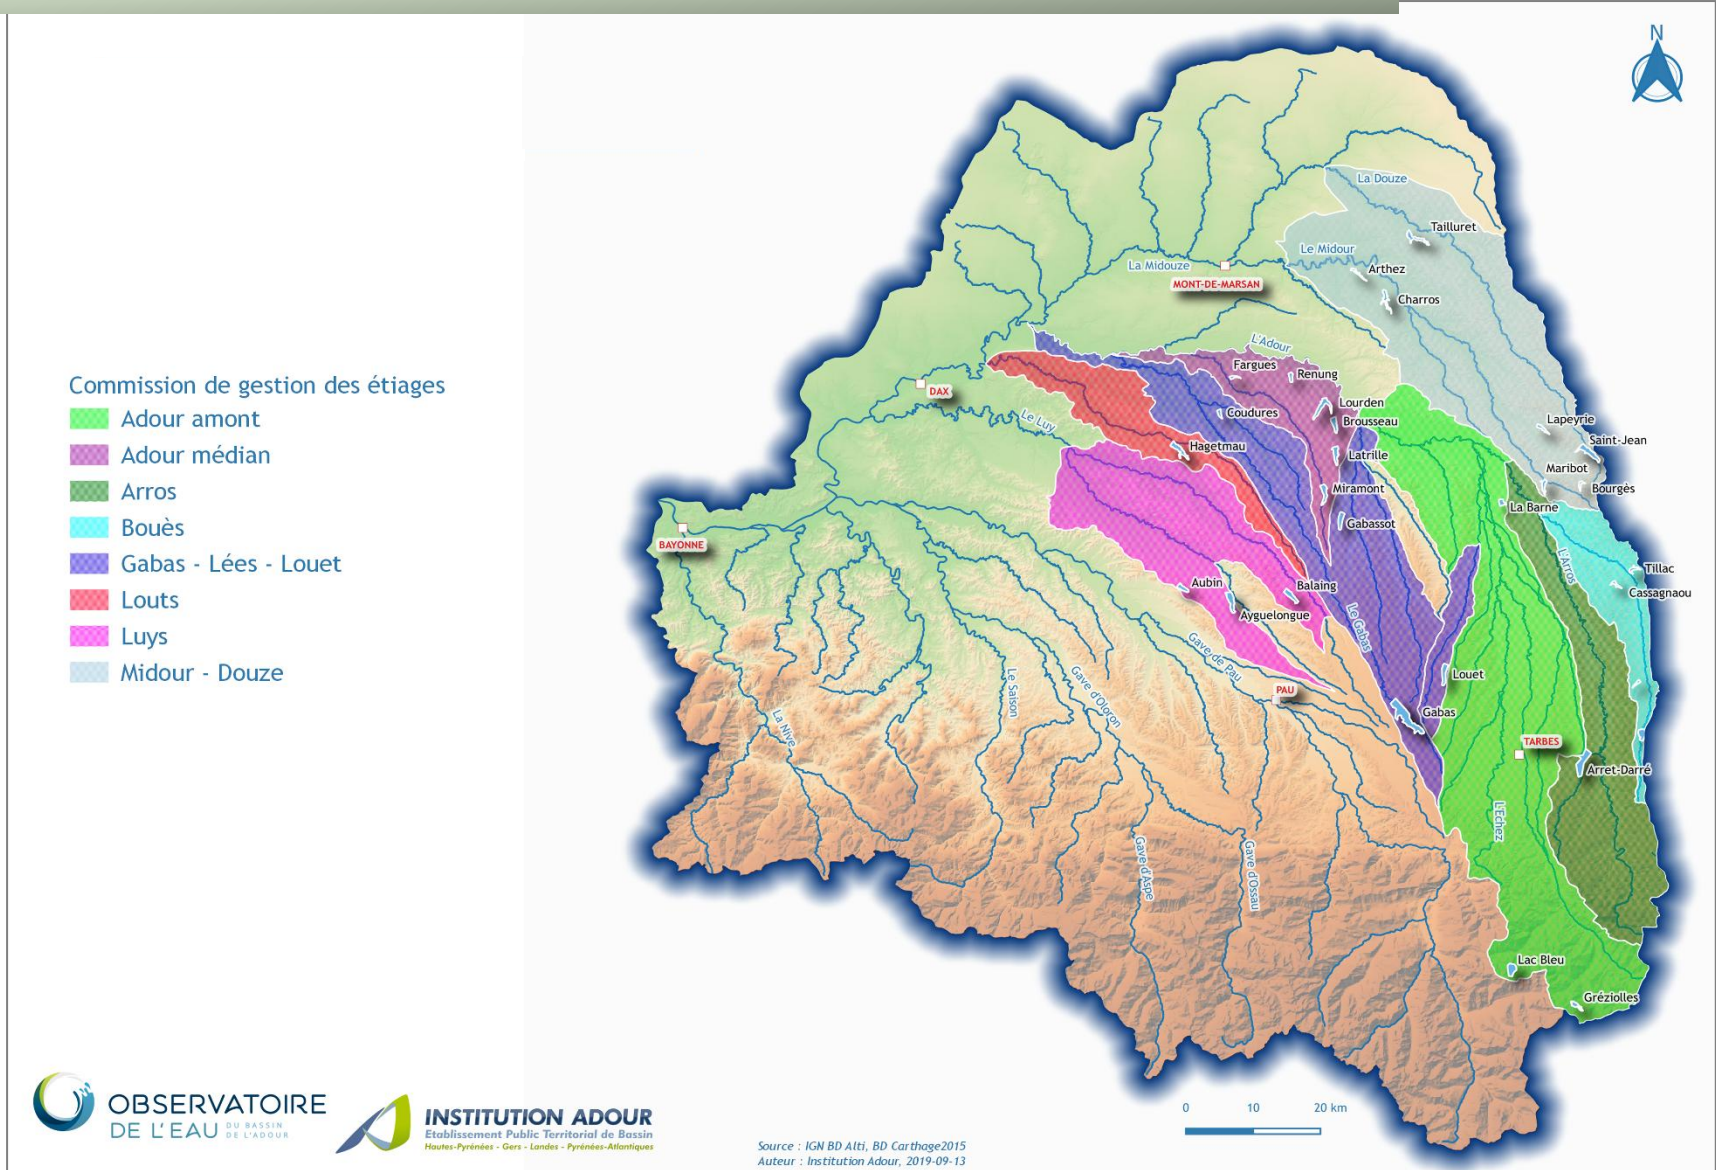 N
La Douze
Tailluret
Le Midour
La Midouze
Arthez
MONT-DE-MARSAN
Charros
L'Adour
Fargues
Renung
DAX
Lourden
Le Luy
Coudures
Brousseau
Lapeyrie
Saint-Jean
Hagetmau
Latrille
Maribot
Miramont
Bourgès
La Barne
Gabassot
BAYONNE
L'Arros
Tillac
Aubin
Balaing
Cassagnaou
Ayguelongue
Le Gabas
Gave de Pau
Le Saison
Gave d'Oloron
Louet
PAU
Gabas
La Nive
TARBES
Arret-Darré
L'Echez
Gave d'Aspe
Gave d'Ossau
Lac Bleu
Gréziolles
Commission de gestion des étiages
Adour amont
Adour médian
Arros
Bouès
Gabas - Lées - Louet
Louts
Luys
Midour - Douze
OBSERVATOIRE
DE L'EAU DU BASSIN
DE L'ADOUR
INSTITUTION ADOUR
Etablissement Public Territorial de Bassin
Hautes-Pyrénées - Gers - Landes - Pyrénées-Atlantiques
Source : IGN BD Alti, BD Carthage2015
Auteur : Institution Adour, 2019-09-13
0 10 20 km